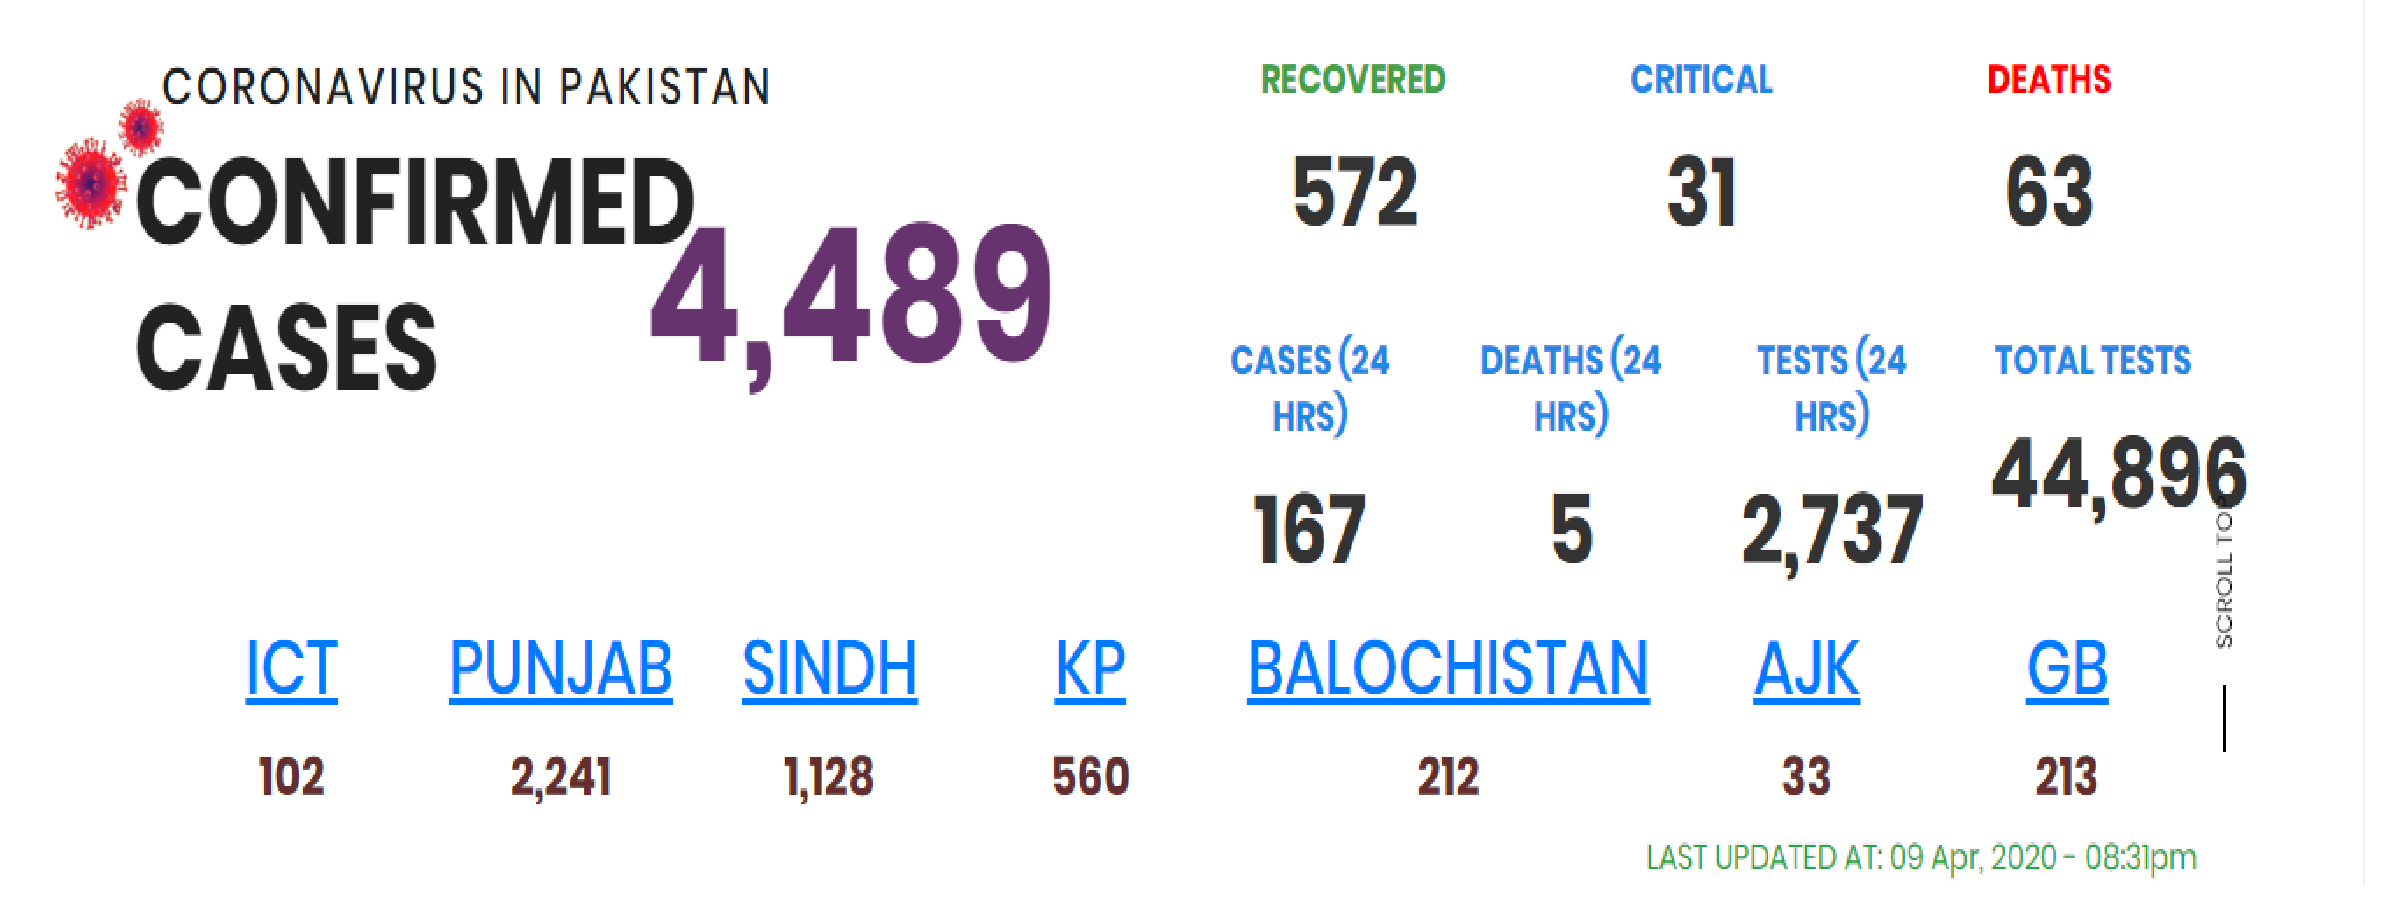 CORONAVIRUS IN PAKISTAN
CONFIRMED
CASES
4,489
RECOVERED CRITICAL DEATHS
572 31 63
CASES (24 HRS) DEATHS (24 HRS) TESTS (24 HRS) TOTAL TESTS
167 5 2,737 44,896
SCROLL TOP
ICT PUNJAB SINDH KP BALOCHISTAN AJK GB
102 2,241 1,128 560 212 33 213
LAST UPDATED AT: 09 Apr, 2020 - 08:31pm